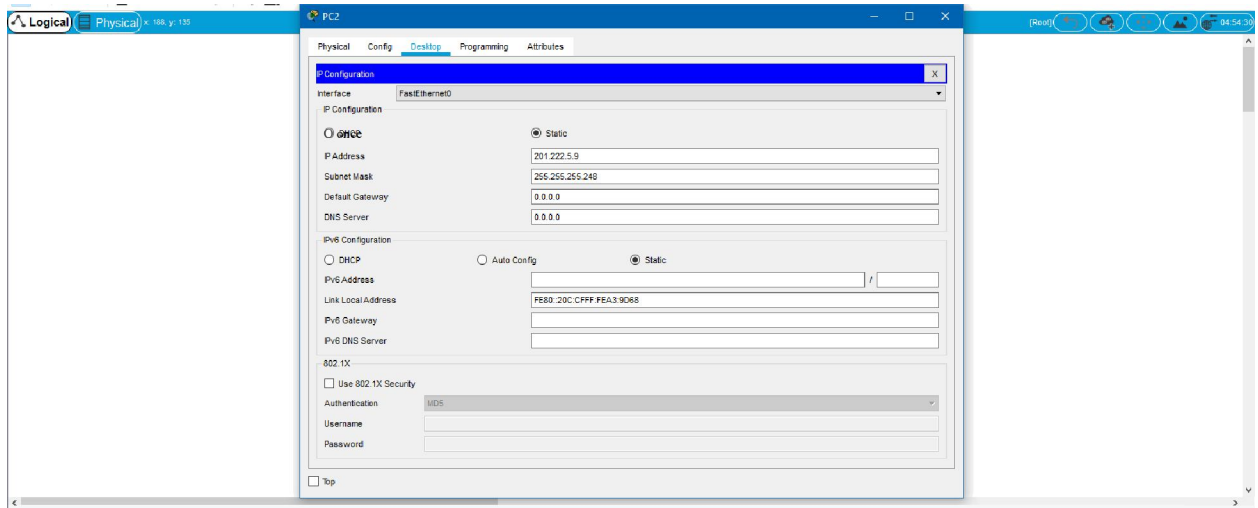 PC2
Logical Physical x: 188, y: 135 [Root] 04:54:30
Physical Config Desktop Programming Attributes
IP Configuration X
Interface FastEthernet0
IP Configuration
Static
IP Address 201.222.5.9
Subnet Mask 255.255.255.248
Default Gateway 0.0.0.0
DNS Server 0.0.0.0
IPv6 Configuration
DHCP Auto Config Static
IPv6 Address /
Link Local Address FE80::20C:CFFF:FEA3:9D68
IPv6 Gateway
IPv6 DNS Server
802.1X
Use 802.1X Security
Authentication MD5
Username
Password
Top